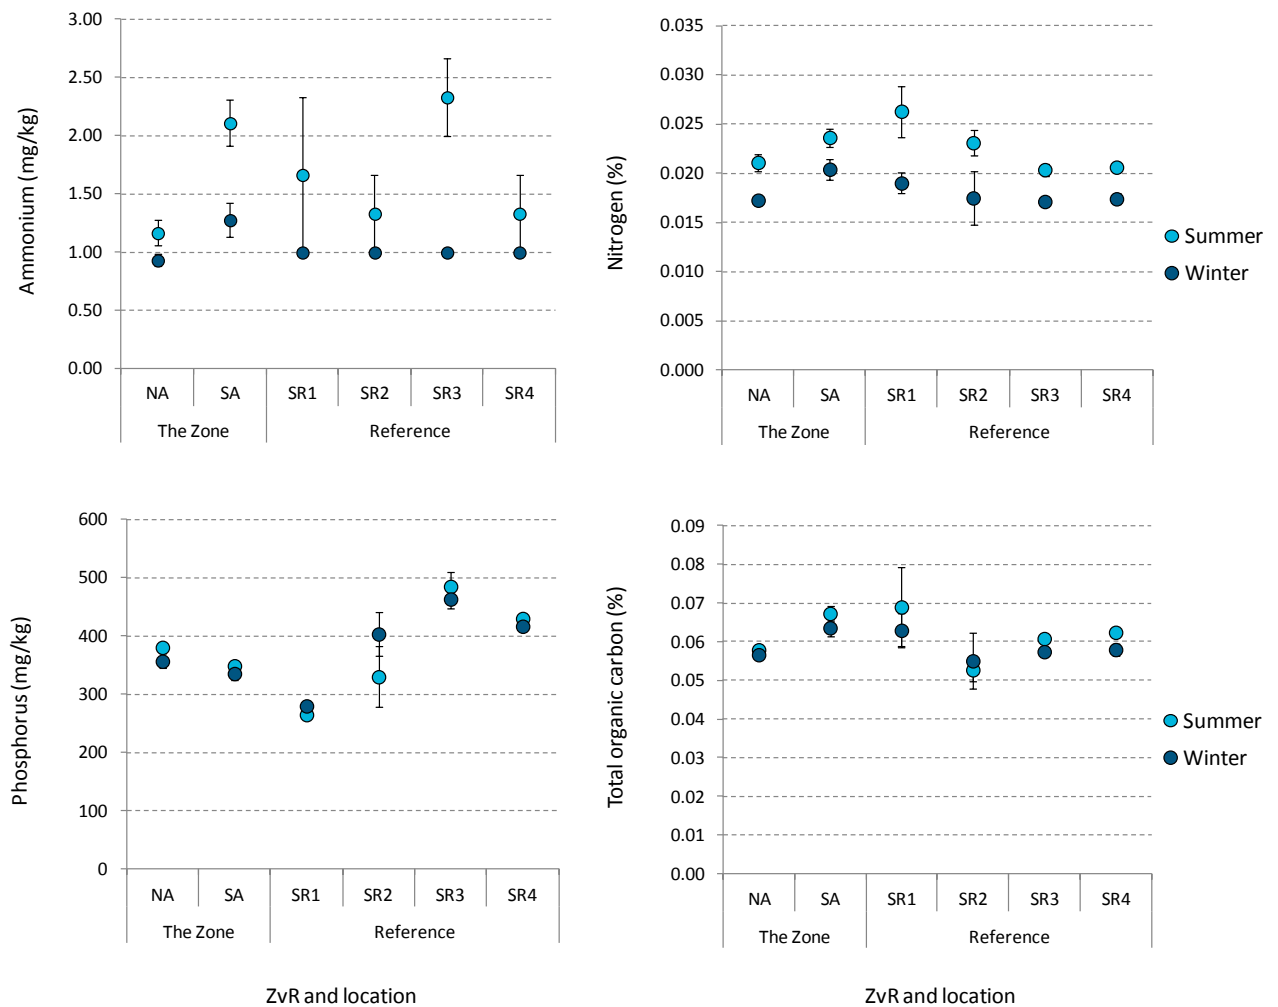 Ammonium (mg/kg)
3.00
2.50
2.00
1.50
1.00
0.50
0.00
NA SA SR1 SR2 SR3 SR4
The Zone Reference
Nitrogen (%)
0.035
0.030
0.025
0.020
0.015
0.010
0.005
0.000
NA SA SR1 SR2 SR3 SR4
The Zone Reference
Summer
Winter
Phosphorus (mg/kg)
600
500
400
300
200
100
0
NA SA SR1 SR2 SR3 SR4
The Zone Reference
ZvR and location
Total organic carbon (%)
0.09
0.08
0.07
0.06
0.05
0.04
0.03
0.02
0.01
0.00
NA SA SR1 SR2 SR3 SR4
The Zone Reference
ZvR and location
Summer
Winter